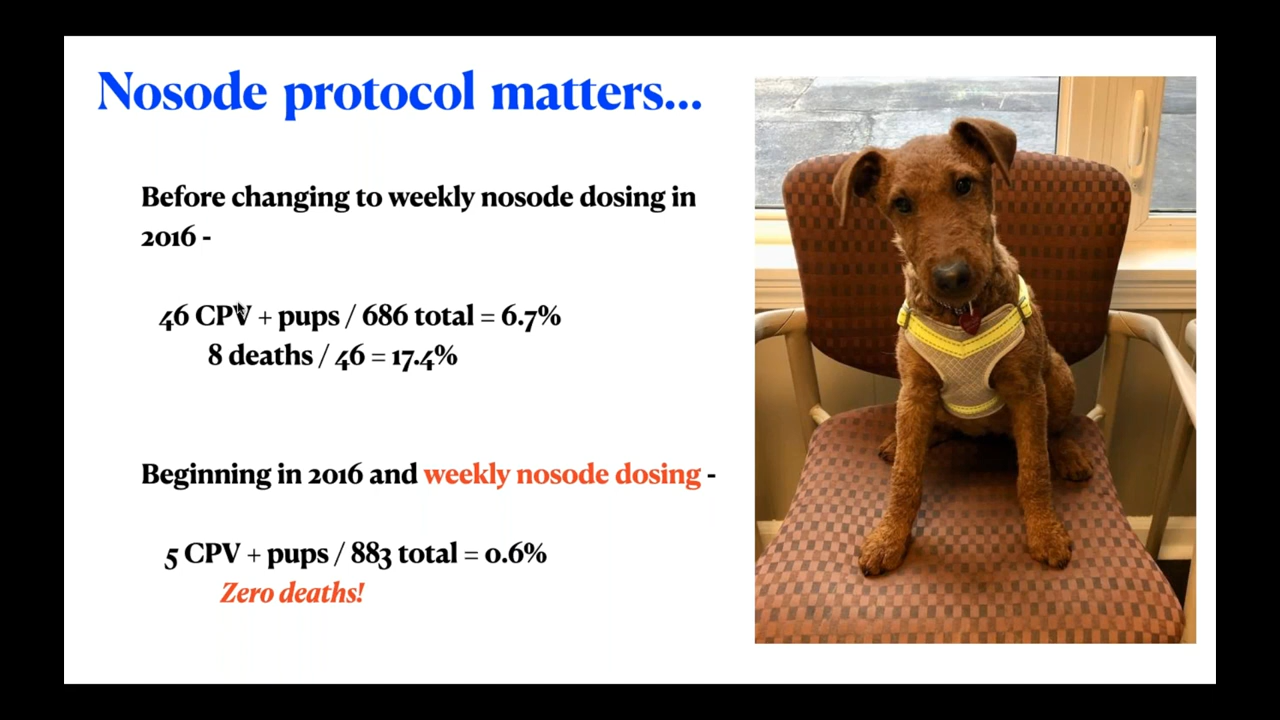 Nosode protocol matters...
Before changing to weekly nosode dosing in
2016 -
46 CPV + pups / 686 total = 6.7%
8 deaths / 46 = 17.4%
Beginning in 2016 and weekly nosode dosing -
5 CPV + pups / 883 total = 0.6%
Zero deaths!